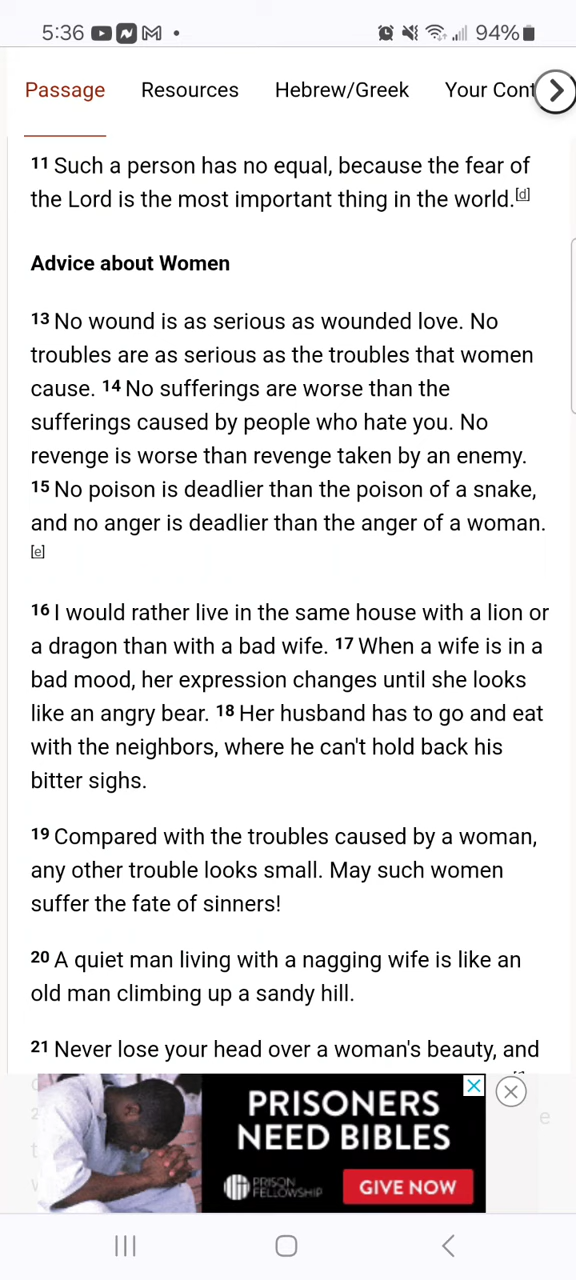 5:36 94%
Passage Resources Hebrew/Greek Your Cont
11 Such a person has no equal, because the fear of
the Lord is the most important thing in the world.[d]
Advice about Women
13 No wound is as serious as wounded love. No
troubles are as serious as the troubles that women
cause. 14 No sufferings are worse than the
sufferings caused by people who hate you. No
revenge is worse than revenge taken by an enemy.
15 No poison is deadlier than the poison of a snake,
and no anger is deadlier than the anger of a woman.
[e]
16 I would rather live in the same house with a lion or
a dragon than with a bad wife. 17 When a wife is in a
bad mood, her expression changes until she looks
like an angry bear. 18 Her husband has to go and eat
with the neighbors, where he can't hold back his
bitter sighs.
19 Compared with the troubles caused by a woman,
any other trouble looks small. May such women
suffer the fate of sinners!
20 A quiet man living with a nagging wife is like an
old man climbing up a sandy hill.
21 Never lose your head over a woman's beauty, and
PRISONERS
NEED BIBLES
PRISON
FELLOWSHIP
GIVE NOW